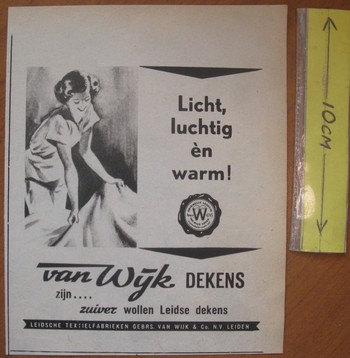 Licht,
luchtig
èn
warm!
W
van Wijk DEKENS
zijn....
zuiver wollen Leidse dekens
LEIDSCHE TEXTIELFABRIEKEN GEBRS. VAN WIJK & Co. N.V. LEIDEN
10CM